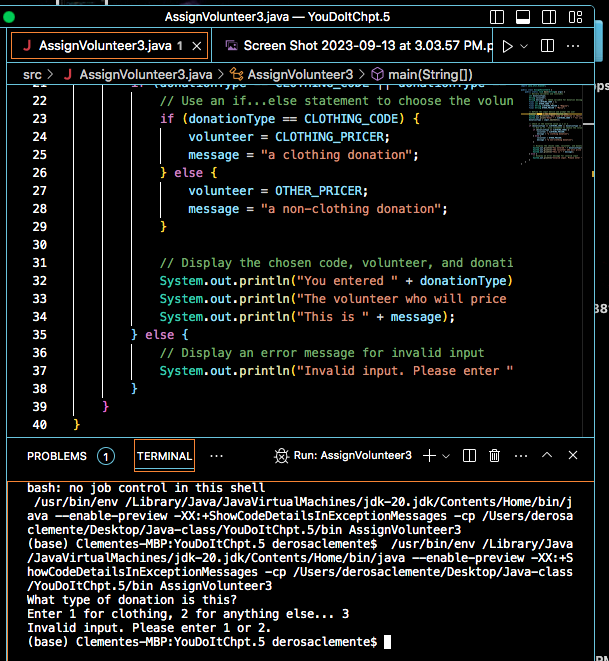 AssignVolunteer3.java — YouDoItChpt.5
J AssignVolunteer3.java 1 ×
Screen Shot 2023-09-13 at 3.03.57 PM.p
src > J AssignVolunteer3.java > AssignVolunteer3 > main(String[])
22 // Use an if...else statement to choose the volun
23 if (donationType == CLOTHING_CODE) {
24 volunteer = CLOTHING_PRICER;
25 message = "a clothing donation";
26 } else {
27 volunteer = OTHER_PRICER;
28 message = "a non-clothing donation";
29 }
30
31 // Display the chosen code, volunteer, and donati
32 System.out.println("You entered " + donationType)
33 System.out.println("The volunteer who will price
34 System.out.println("This is " + message);
35 } else {
36 // Display an error message for invalid input
37 System.out.println("Invalid input. Please enter "
38 }
39 }
40 }
PROBLEMS 1 TERMINAL ... Run: AssignVolunteer3
bash: no job control in this shell
/usr/bin/env /Library/Java/JavaVirtualMachines/jdk-20.jdk/Contents/Home/bin/j
ava --enable-preview -XX:+ShowCodeDetailsInExceptionMessages -cp /Users/derosa
clemente/Desktop/Java-class/YouDoItChpt.5/bin AssignVolunteer3
(base) Clementes-MBP:YouDoItChpt.5 derosaclemente$  /usr/bin/env /Library/Java
/JavaVirtualMachines/jdk-20.jdk/Contents/Home/bin/java --enable-preview -XX:+S
howCodeDetailsInExceptionMessages -cp /Users/derosaclemente/Desktop/Java-class
/YouDoItChpt.5/bin AssignVolunteer3
What type of donation is this?
Enter 1 for clothing, 2 for anything else... 3
Invalid input. Please enter 1 or 2.
(base) Clementes-MBP:YouDoItChpt.5 derosaclemente$